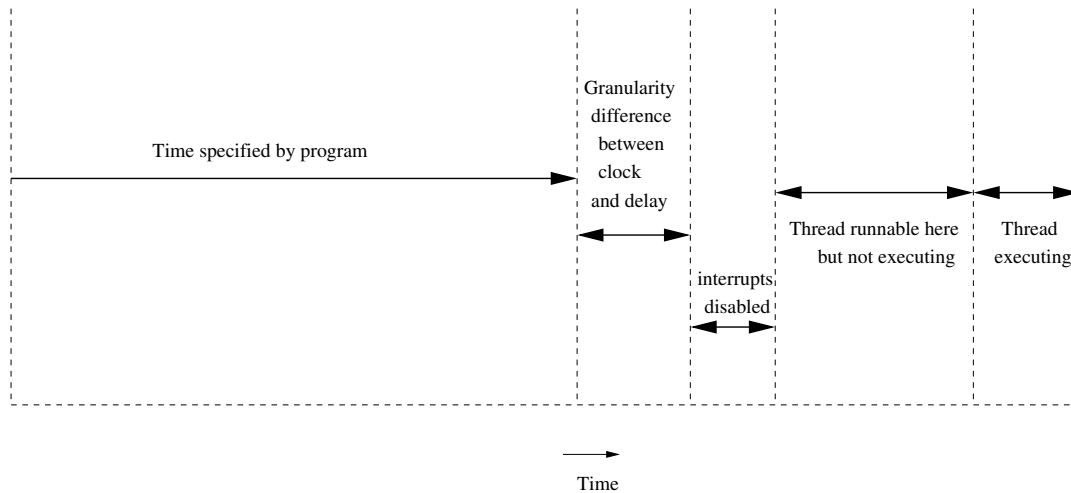 Time specified by program
Granularity
difference
between
clock
and delay
interrupts
disabled
Thread runnable here
but not executing
Thread
executing
Time